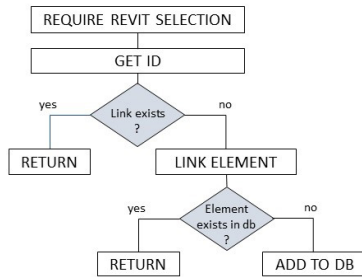 REQUIRE REVIT SELECTION
GET ID
yes
Link exists
?
no
RETURN
LINK ELEMENT
yes
Element
exists in db
?
no
RETURN
ADD TO DB